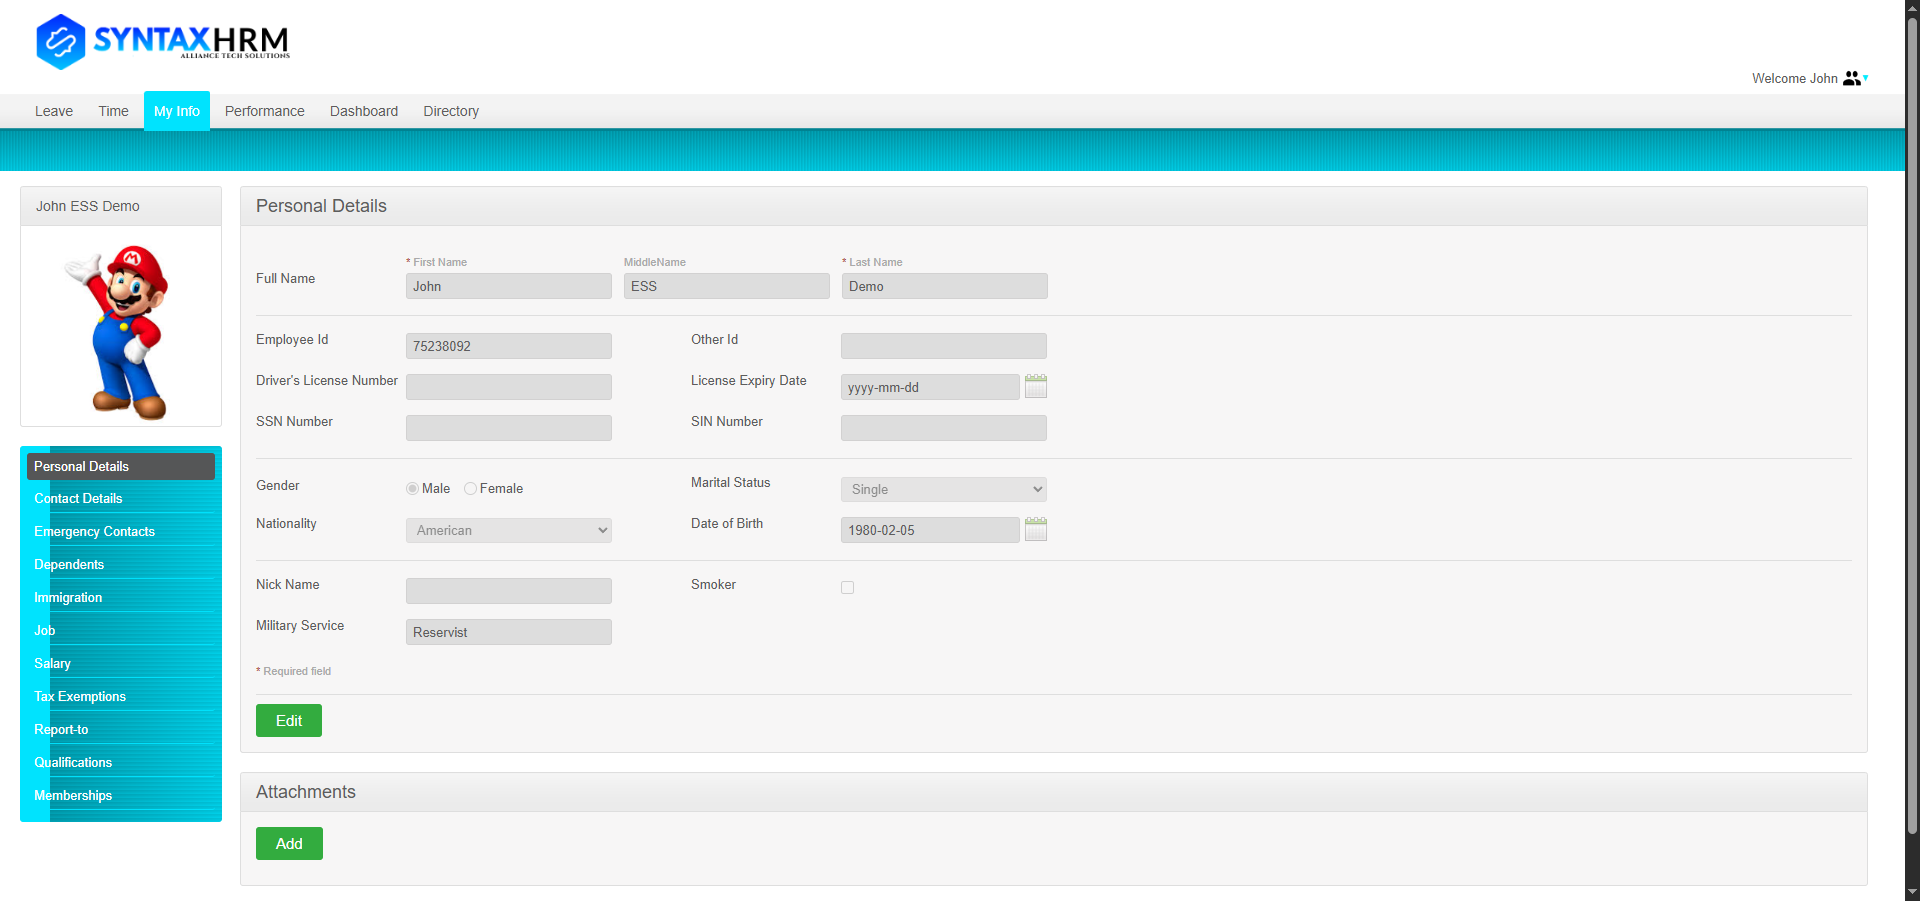 SYNTAXHRM
ALLIANCE TECH SOLUTIONS
Welcome John
Leave Time My Info Performance Dashboard Directory
John ESS Demo
M
Personal Details
Contact Details
Emergency Contacts
Dependents
Immigration
Job
Salary
Tax Exemptions
Report-to
Qualifications
Memberships
Personal Details
* First Name MiddleName * Last Name
Full Name John ESS Demo
Employee Id 75238092 Other Id
Driver's License Number License Expiry Date yyyy-mm-dd
SSN Number SIN Number
Gender Male Female Marital Status Single
Nationality American Date of Birth 1980-02-05
Nick Name Smoker
Military Service Reservist
* Required field
Edit
Attachments
Add